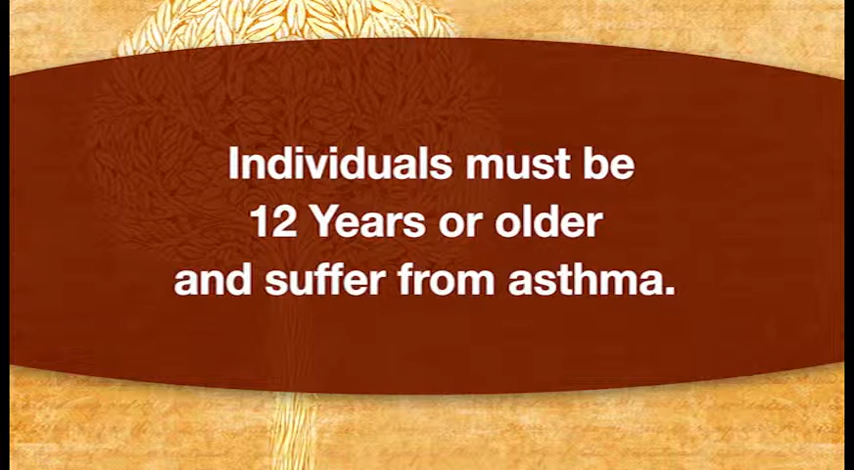 Individuals must be
12 Years or older
and suffer from asthma.